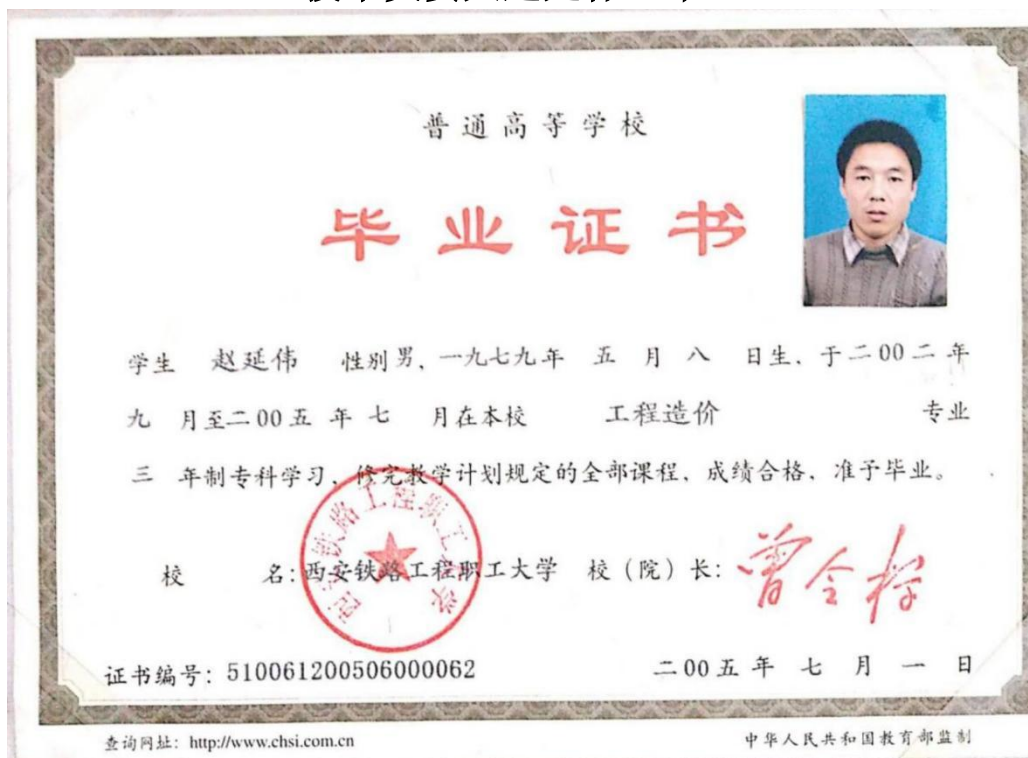 普通高等学校
毕业证书
学生 赵延伟 性别男、一九七九年 五 月 八 日生、于二00二年
九 月至二00五 年 七 月在本校 工程造价 专业
三 年制专科学习、修完教学计划规定的全部课程、成绩合格、准予毕业。
校 名:西安铁路工程职工大学 校(院)长:
证书编号: 510061200506000062 二00五年 七 月 一 日
查询网址: http://www.chsi.com.cn 中华人民共和国教育部监制